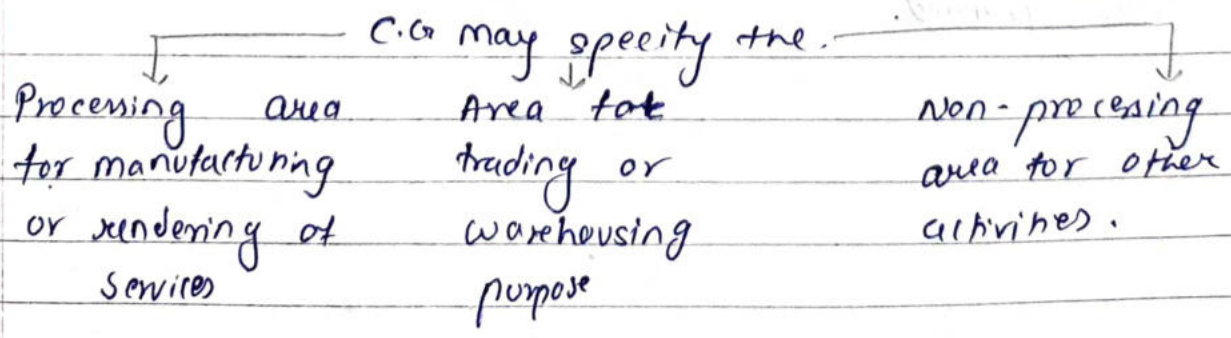 C.G may specify the.
Processing area
for manufacturing
or rendering of
services
Area for
trading or
warehousing
purpose
Non-processing
area for other
activities.